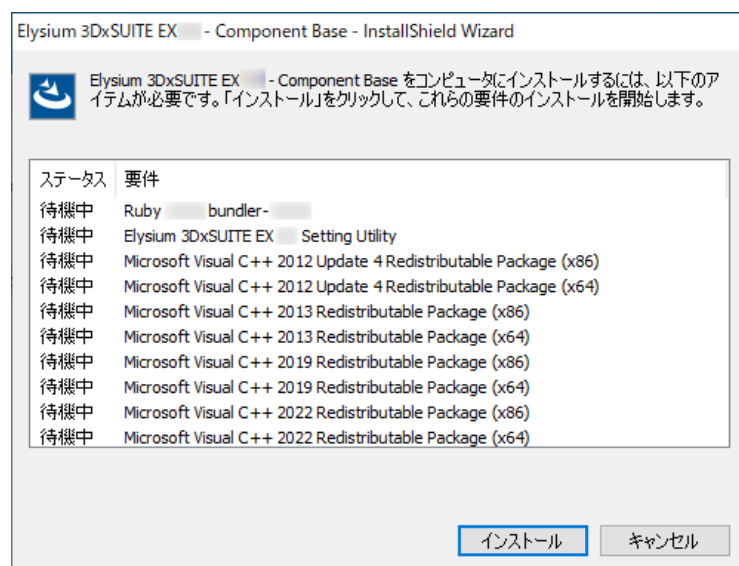 Elysium 3DxSUITE EX - Component Base - InstallShield Wizard
Elysium 3DxSUITE EX - Component Base をコンピュータにインストールするには、以下のア
イテムが必要です。「インストール」をクリックして、これらの要件のインストールを開始します。
ステータス 要件
待機中 Ruby bundler-
待機中 Elysium 3DxSUITE EX Setting Utility
待機中 Microsoft Visual C++ 2012 Update 4 Redistributable Package (x86)
待機中 Microsoft Visual C++ 2012 Update 4 Redistributable Package (x64)
待機中 Microsoft Visual C++ 2013 Redistributable Package (x86)
待機中 Microsoft Visual C++ 2013 Redistributable Package (x64)
待機中 Microsoft Visual C++ 2019 Redistributable Package (x86)
待機中 Microsoft Visual C++ 2019 Redistributable Package (x64)
待機中 Microsoft Visual C++ 2022 Redistributable Package (x86)
待機中 Microsoft Visual C++ 2022 Redistributable Package (x64)
インストール キャンセル